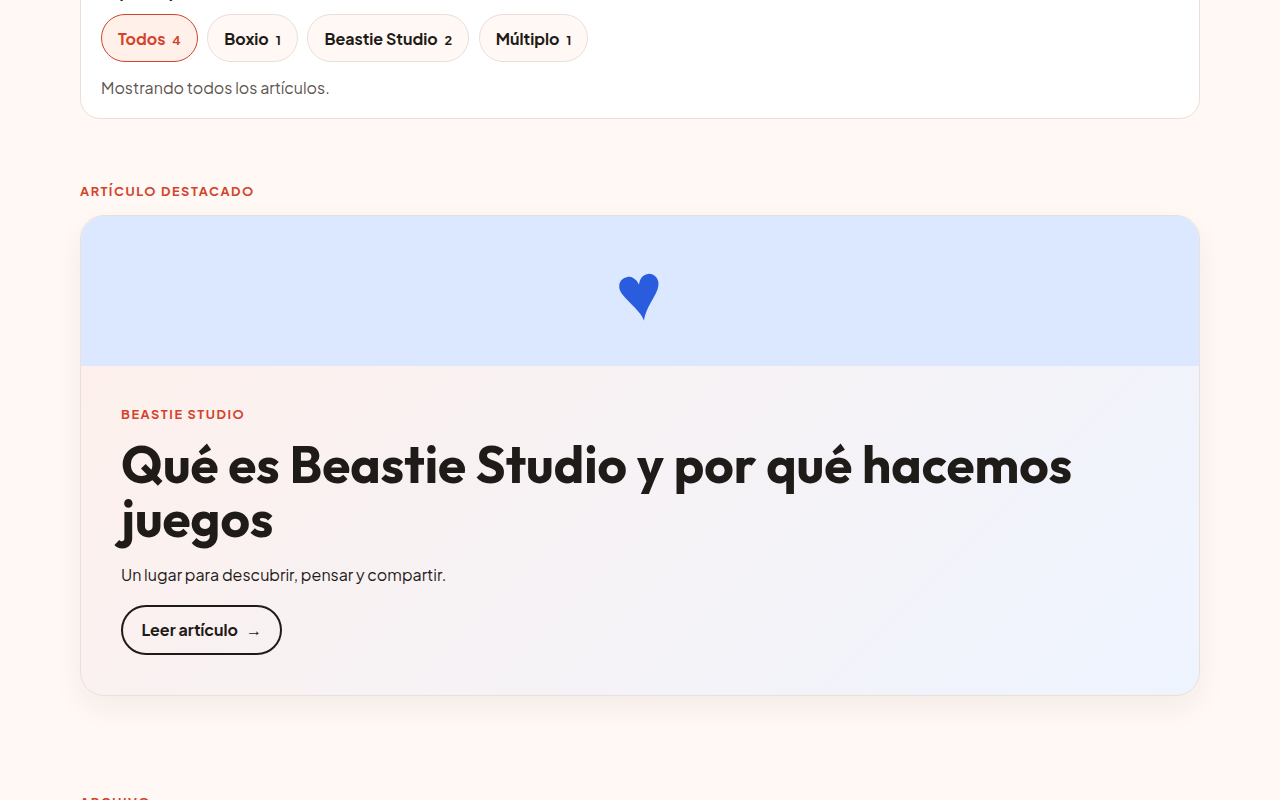 Todos 4
Boxio 1
Beastie Studio 2
Múltiplo 1
Mostrando todos los artículos.
ARTÍCULO DESTACADO
BEASTIE STUDIO
Qué es Beastie Studio y por qué hacemos
juegos
Un lugar para descubrir, pensar y compartir.
Leer artículo →
ARCHIVO